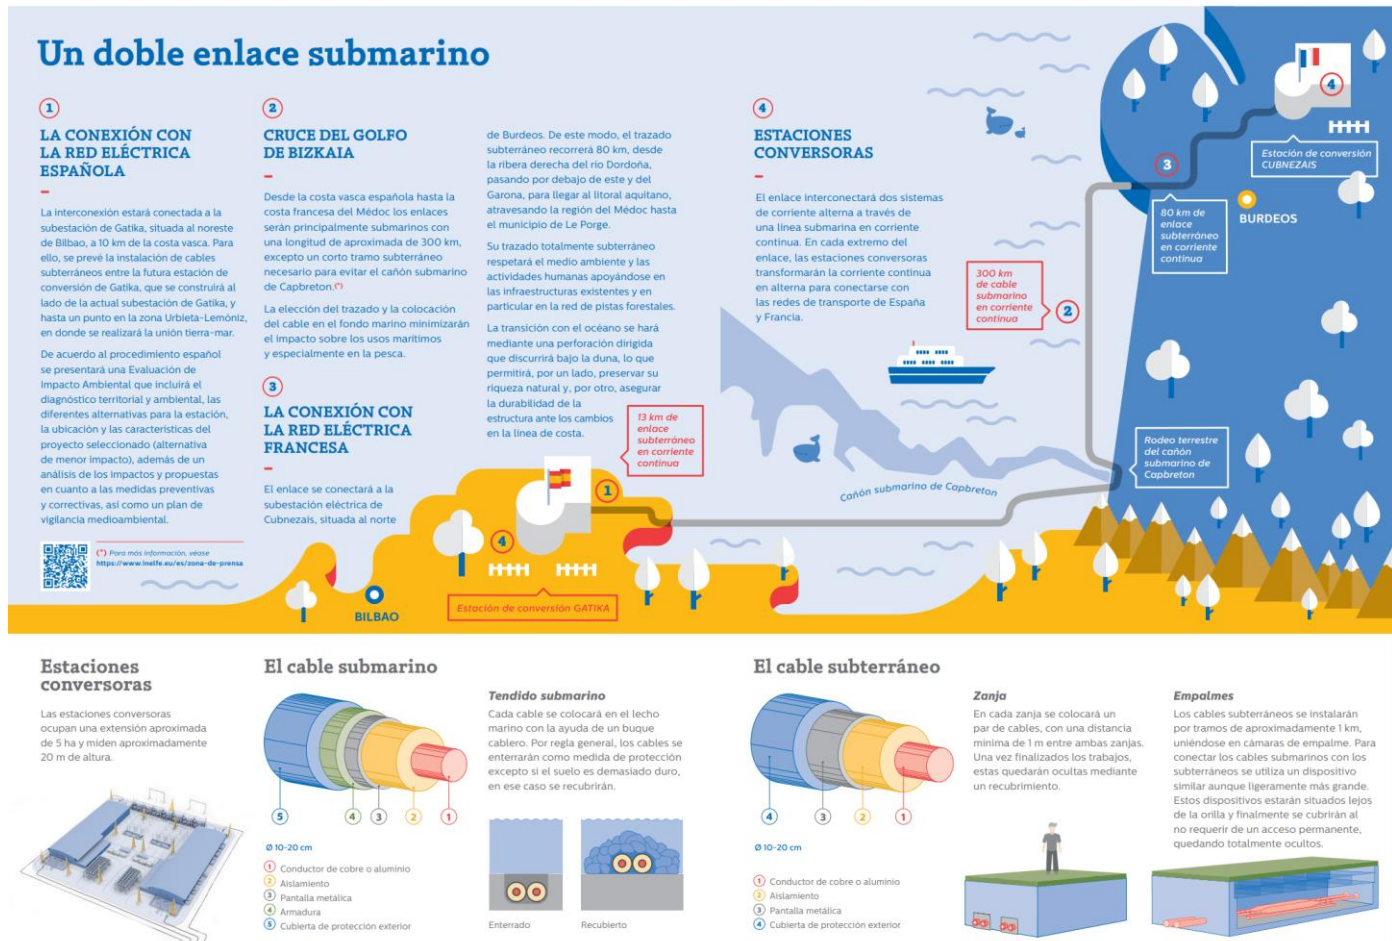 Un doble enlace submarino
1
LA CONEXIÓN CON
LA RED ELÉCTRICA
ESPAÑOLA
La interconexión estará conectada a la
subestación de Gatika, situada al noreste
de Bilbao, a 10 km de la costa vasca. Para
ello, se prevé la instalación de cables
subterráneos entre la futura estación de
conversión de Gatika, que se construirá al
lado de la actual subestación de Gatika, y
hasta un punto en la zona Urbieta-Lemóniz,
en donde se realizará la unión tierra-mar.
De acuerdo al procedimiento español
se presentará una Evaluación de
Impacto Ambiental que incluirá el
diagnóstico territorial y ambiental, las
diferentes alternativas para la estación,
la ubicación y las características del
proyecto seleccionado (alternativa
de menor impacto), además de un
análisis de los impactos y propuestas
en cuanto a las medidas preventivas
y correctivas, así como un plan de
vigilancia medioambiental.
(*) Para más información, véase
https://www.inelfe.eu/es/zona-de-prensa
2
CRUCE DEL GOLFO
DE BIZKAIA
Desde la costa vasca española hasta la
costa francesa del Médoc los enlaces
serán principalmente submarinos con
una longitud de aproximada de 300 km,
excepto un corto tramo subterráneo
necesario para evitar el cañón submarino
de Capbreton.(*)
La elección del trazado y la colocación
del cable en el fondo marino minimizarán
el impacto sobre los usos marítimos
y especialmente en la pesca.
3
LA CONEXIÓN CON
LA RED ELÉCTRICA
FRANCESA
El enlace se conectará a la
subestación eléctrica de
Cubnezais, situada al norte
de Burdeos. De este modo, el trazado
subterráneo recorrerá 80 km, desde
la ribera derecha del río Dordoña,
pasando por debajo de este y del
Garona, para llegar al litoral aquitano,
atravesando la región del Médoc hasta
el municipio de Le Porge.
Su trazado totalmente subterráneo
respetará el medio ambiente y las
actividades humanas apoyándose en
las infraestructuras existentes y en
particular en la red de pistas forestales.
La transición con el océano se hará
mediante una perforación dirigida
que discurrirá bajo la duna, lo que
permitirá, por un lado, preservar su
riqueza natural y, por otro, asegurar
la durabilidad de la
estructura ante los cambios
en la línea de costa.
4
ESTACIONES
CONVERSORAS
El enlace interconectará dos sistemas
de corriente alterna a través de
una línea submarina en corriente
continua. En cada extremo del
enlace, las estaciones conversoras
transformarán la corriente continua
en alterna para conectarse con
las redes de transporte de España
y Francia.
13 km de
enlace
subterráneo
en corriente
continua
1
4
Estación de conversión GATIKA
BILBAO
Cañón submarino de Capbreton
300 km
de cable
submarino
en corriente
continua
2
3
4
Estación de conversión
CUBNEZAIS
80 km de
enlace
subterráneo
en corriente
continua
BURDEOS
Rodeo terrestre
del cañón
submarino de
Capbreton
Estaciones
conversoras
Las estaciones conversoras
ocupan una extensión aproximada
de 5 ha y miden aproximadamente
20 m de altura.
El cable submarino
5 4 3 2 1
Ø 10-20 cm
1 Conductor de cobre o aluminio
2 Aislamiento
3 Pantalla metálica
4 Armadura
5 Cubierta de protección exterior
Tendido submarino
Cada cable se colocará en el lecho
marino con la ayuda de un buque
cablero. Por regla general, los cables se
enterrarán como medida de protección
excepto si el suelo es demasiado duro,
en ese caso se recubrirán.
Enterrado
Recubierto
El cable subterráneo
4 3 2 1
Ø 10-20 cm
1 Conductor de cobre o aluminio
2 Aislamiento
3 Pantalla metálica
4 Cubierta de protección exterior
Zanja
En cada zanja se colocará un
par de cables, con una distancia
mínima de 1 m entre ambas zanjas.
Una vez finalizados los trabajos,
estas quedarán ocultas mediante
un recubrimiento.
Empalmes
Los cables subterráneos se instalarán
por tramos de aproximadamente 1 km,
uniéndose en cámaras de empalme. Para
conectar los cables submarinos con los
subterráneos se utiliza un dispositivo
similar aunque ligeramente más grande.
Estos dispositivos estarán situados lejos
de la orilla y finalmente se cubrirán al
no requerir de un acceso permanente,
quedando totalmente ocultos.